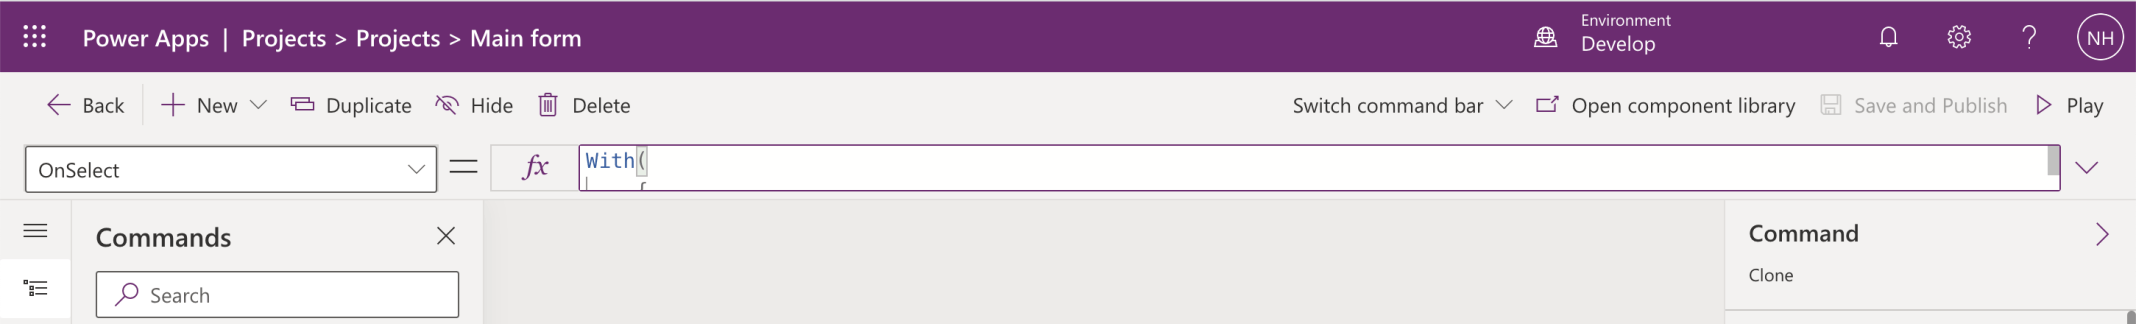 Power Apps | Projects > Projects > Main form
Environment
Develop
NH
Back
New
Duplicate
Hide
Delete
Switch command bar
Open component library
Save and Publish
Play
OnSelect
=
fx
With(
{
Commands
Search
Command
Clone